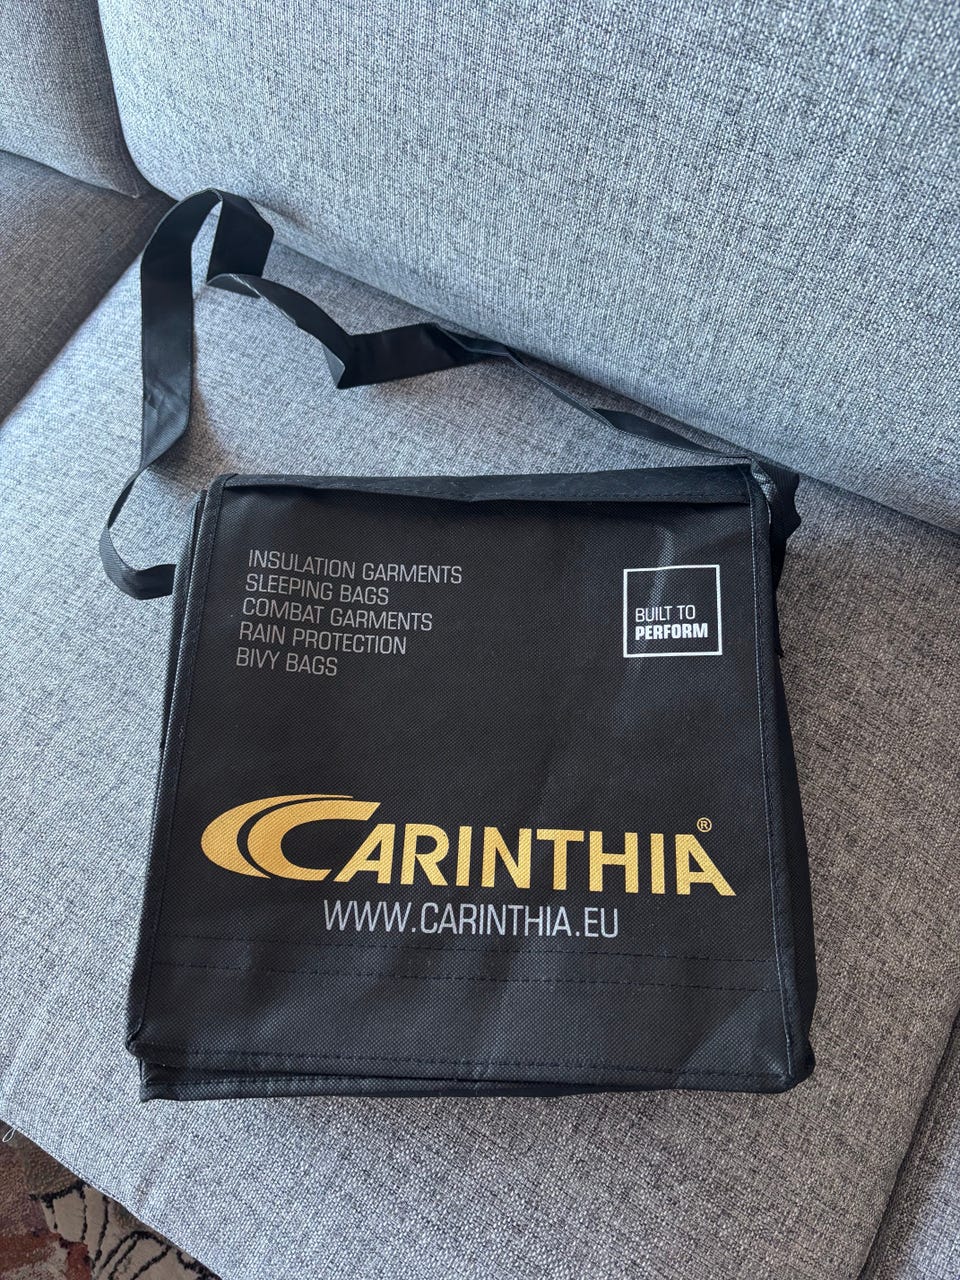 INSULATION GARMENTS
SLEEPING BAGS
COMBAT GARMENTS
RAIN PROTECTION
BIVY BAGS
BUILT TO
PERFORM
CARINTHIA®
WWW.CARINTHIA.EU